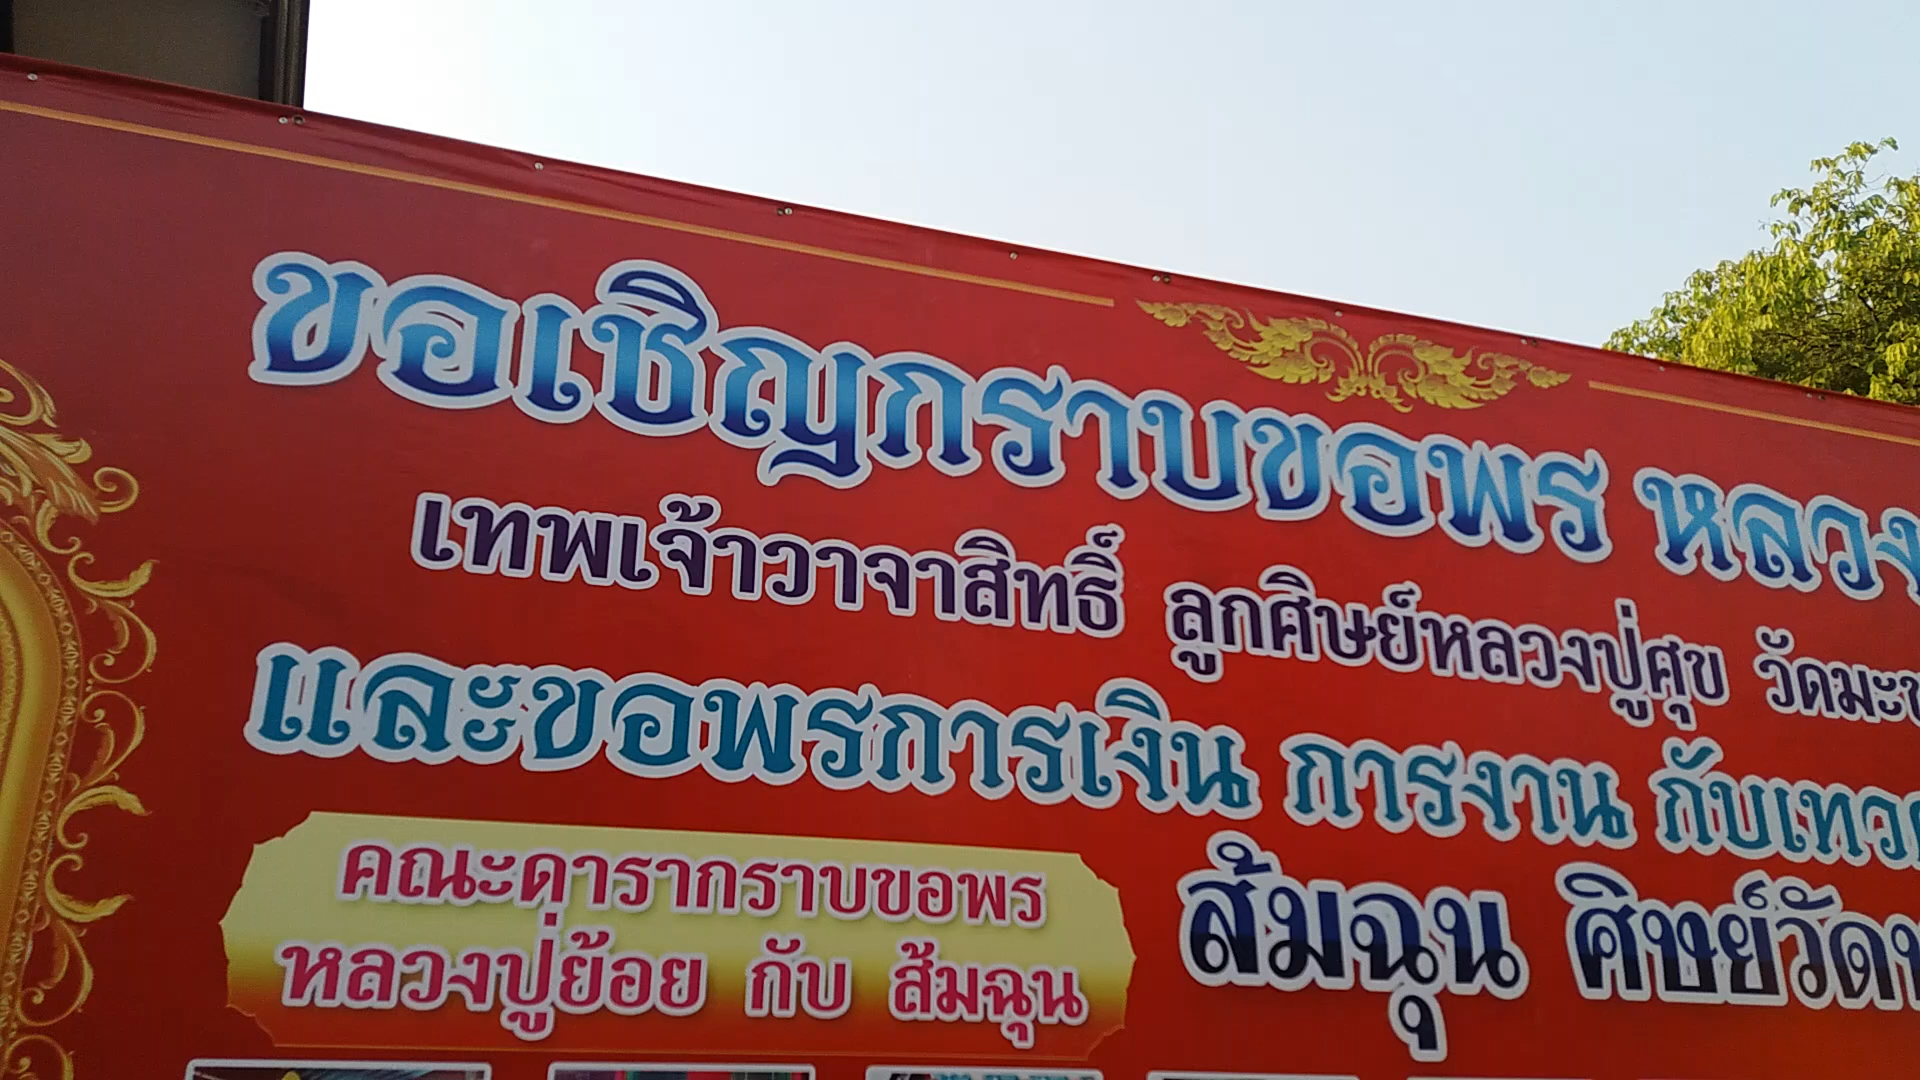 ขอเชิญกราบขอพร หลวง
เทพเจ้าวาจาสิทธิ์ ลูกศิษย์หลวงปู่ศุข วัดมะข
และขอพรการเงิน การงาน กับเทว
ส้มฉุน ศิษย์วัด
คณะดารากราบขอพร
หลวงปู่ย้อย กับ ส้มฉุน